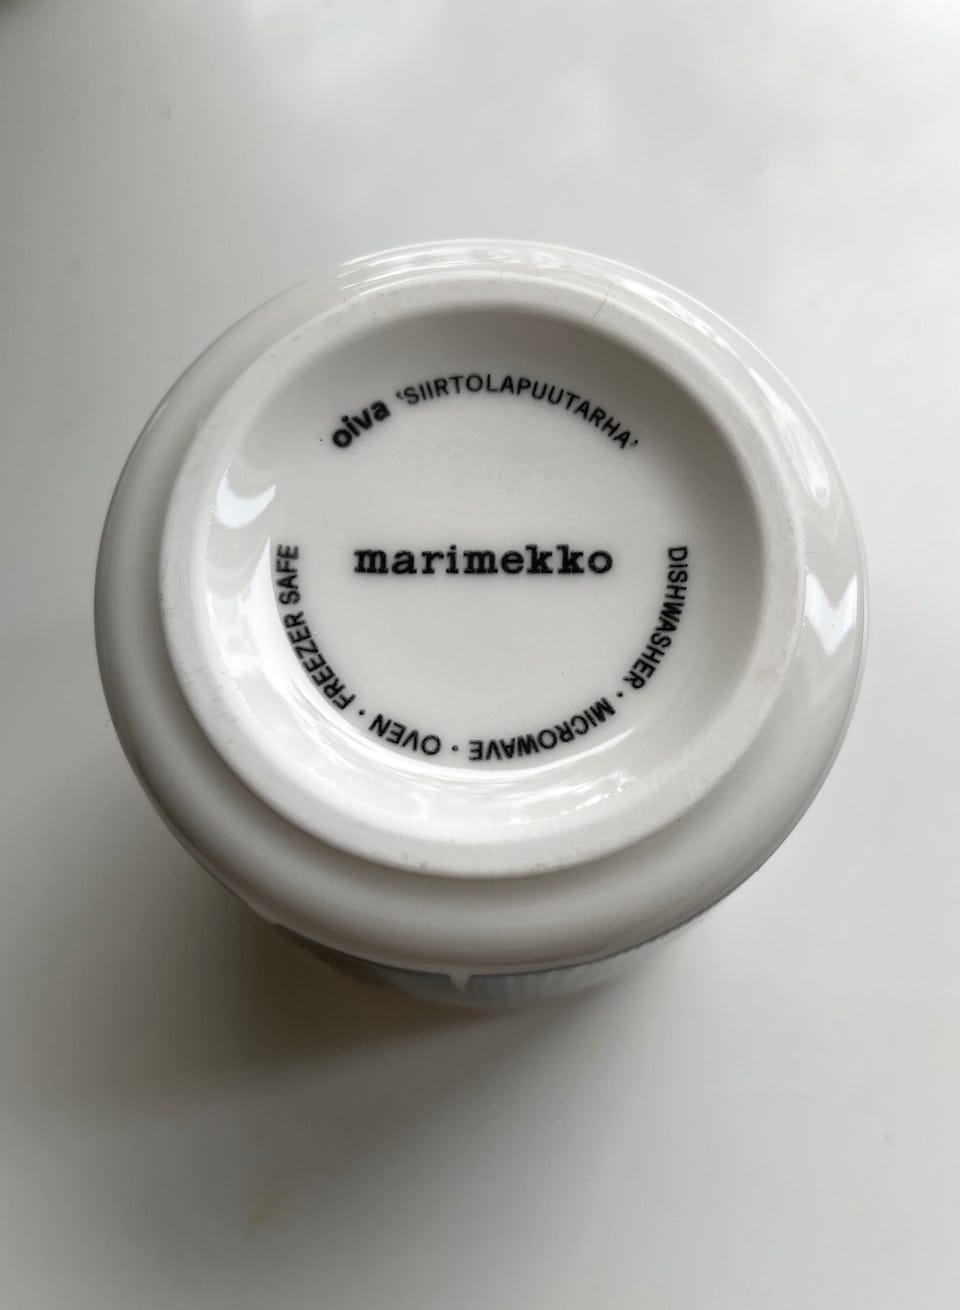 oiva 'SIIRTOLAPUUTARHA'
marimekko
DISHWASHER · MICROWAVE · OVEN · FREEZER SAFE